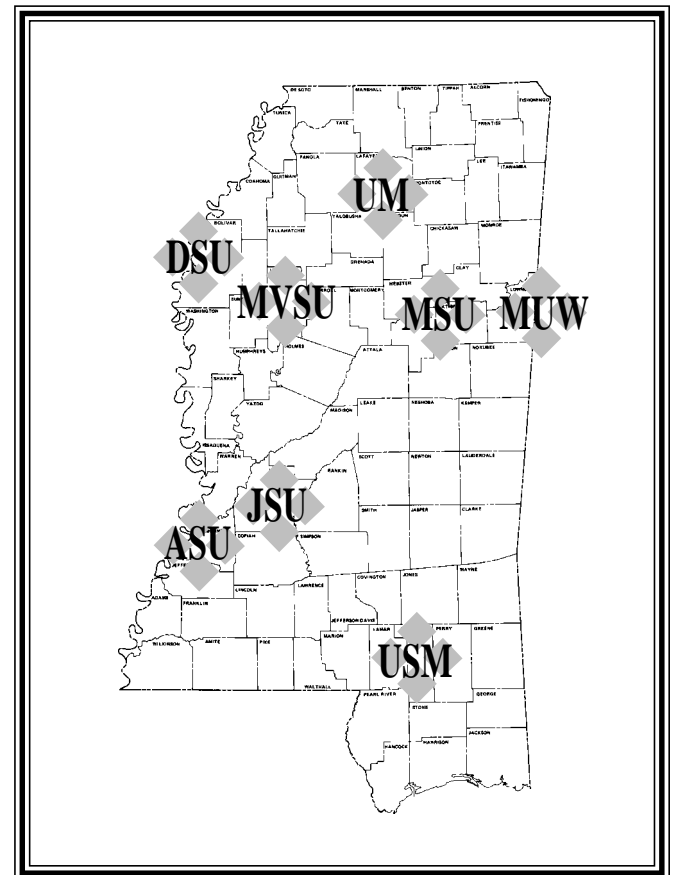 DE SOTO
MARSHALL
BENTON
TIPPAH
ALCORN
TISHOMINGO
TUNICA
TATE
PRENTISS
PANOLA
UNION
LEE
ITAWAMBA
COAHOMA
QUITMAN
UM
BOLIVAR
YALOBUSHA
MONROE
TALLAHATCHIE
CHICKASAW
DSU
GRENADA
CLAY
WEBSTER
MVSU
MONTGOMERY
MSU
MUW
WASHINGTON
HUMPHREYS
HOLMES
ATTALA
NOXUBEE
SHARKEY
YAZOO
MADISON
LEAKE
NESHOBA
KEMPER
ISSAQUENA
WARREN
SCOTT
NEWTON
LAUDERDALE
RANKIN
JSU
SMITH
JASPER
CLARKE
ASU
COPIAH
SIMPSON
COVINGTON
JONES
WAYNE
LINCOLN
LAWRENCE
ADAMS
FRANKLIN
JEFFERSON DAVIS
MARION
LAMAR
PERRY
GREENE
WILKINSON
AMITE
PIKE
USM
WALTHALL
PEARL RIVER
STONE
GEORGE
HANCOCK
HARRISON
JACKSON